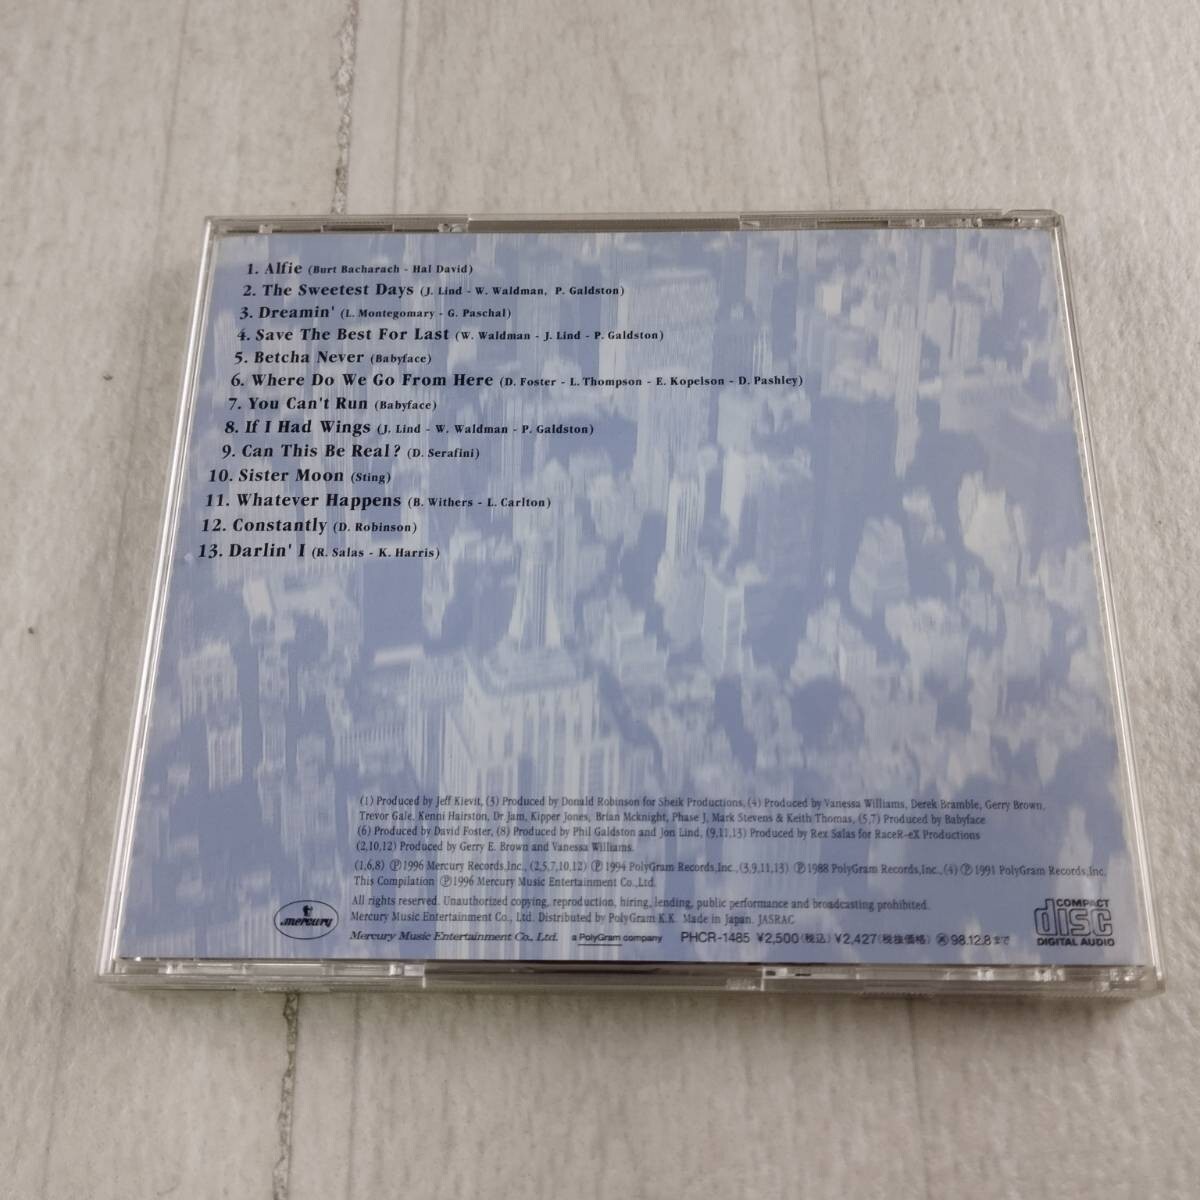 1. Alfie (Burt Bacharach - Hal David)
2. The Sweetest Days (J. Lind - W. Waldman, P. Galdston)
3. Dreamin' (L. Montegomary - G. Paschal)
4. Save The Best For Last (W. Waldman - J. Lind - P. Galdston)
5. Betcha Never (Babyface)
6. Where Do We Go From Here (D. Foster - L. Thompson - E. Kopelson - D. Pashley)
7. You Can't Run (Babyface)
8. If I Had Wings (J. Lind - W. Waldman - P. Galdston)
9. Can This Be Real? (D. Serafini)
10. Sister Moon (Sting)
11. Whatever Happens (B. Withers - L. Carlton)
12. Constantly (D. Robinson)
13. Darlin' I (R. Salas - K. Harris)
(1) Produced by Jeff Kievit, (3) Produced by Donald Robinson for Sheik Productions, (4) Produced by Vanessa Williams, Derek Bramble, Gerry Brown,
Trevor Gale, Kenni Hairston, Dr Jam, Kipper Jones, Brian Mcknight, Phase J, Mark Stevens & Keith Thomas, (5,7) Produced by Babyface
(6) Produced by David Foster, (8) Produced by Phil Galdston and Jon Lind, (9,11,13) Produced by Rex Salas for RaceR-eX Productions
(2,10,12) Produced by Gerry E. Brown and Vanessa Williams.
(1,6,8) Ⓟ1996 Mercury Records,Inc., (2,5,7,10,12) Ⓟ 1994 PolyGram Records,Inc., (3,9,11,13) Ⓟ1988 PolyGram Records,Inc., (4) Ⓟ 1991 PolyGram Records,Inc.
This Compilation Ⓟ1996 Mercury Music Entertainment Co.,Ltd.
All rights reserved. Unauthorized copying, reproduction, hiring, lending, public performance and broadcasting prohibited.
Mercury Music Entertainment Co., Ltd. Distributed by PolyGram K.K. Made in Japan. JASRAC
mercury
Mercury Music Entertainment Co., Ltd. a PolyGram company PHCR-1485 ¥2,500(税込) ¥2,427(税抜価格) Ⓧ98.12.8まで
COMPACT
disc
DIGITAL AUDIO